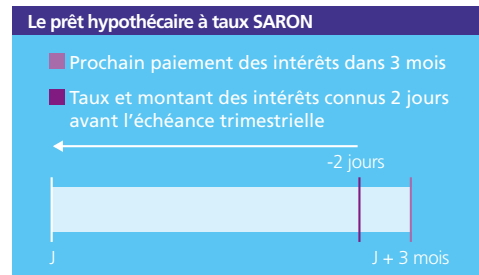 Le prêt hypothécaire à taux SARON
Prochain paiement des intérêts dans 3 mois
Taux et montant des intérêts connus 2 jours
avant l’échéance trimestrielle
-2 jours
J
J + 3 mois